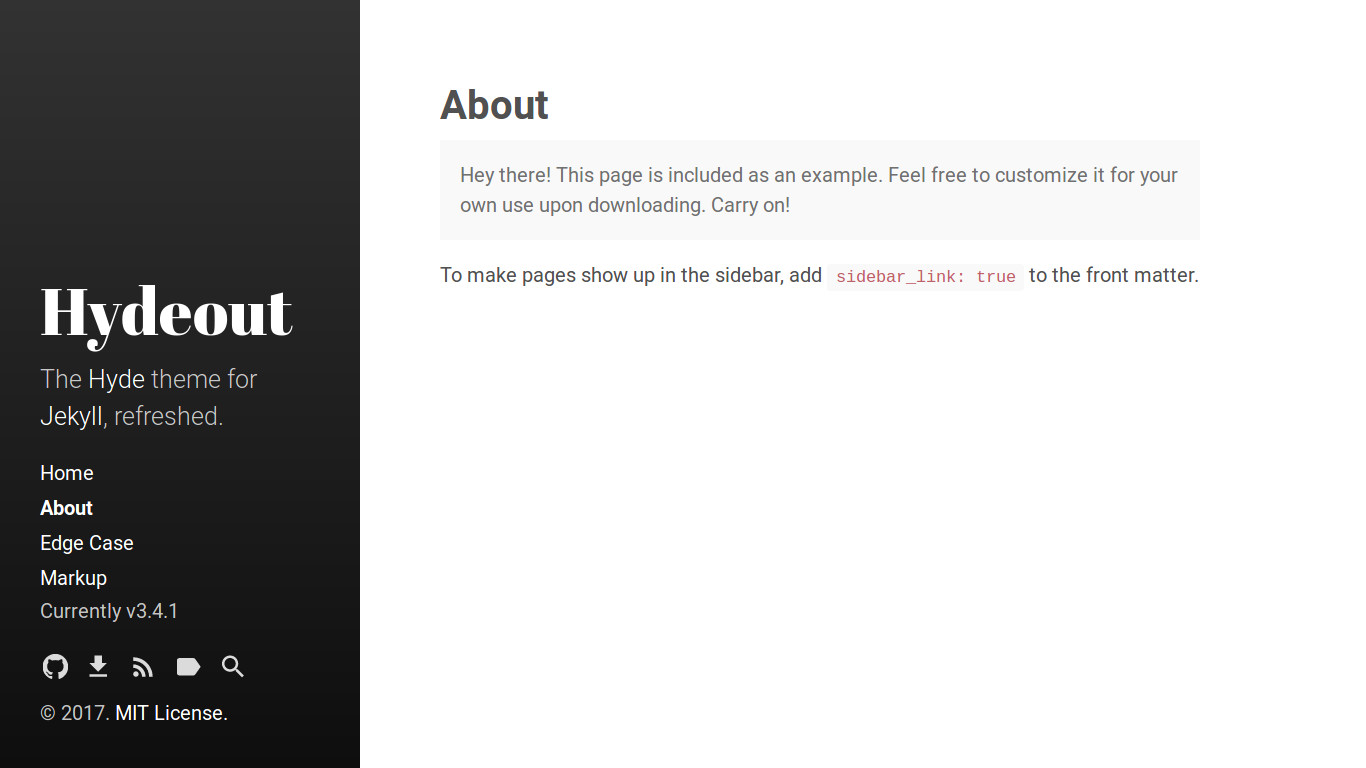 Hydeout
The Hyde theme for
Jekyll, refreshed.
Home
About
Edge Case
Markup
Currently v3.4.1
© 2017. MIT License.
About
Hey there! This page is included as an example. Feel free to customize it for your
own use upon downloading. Carry on!
To make pages show up in the sidebar, add sidebar_link: true to the front matter.